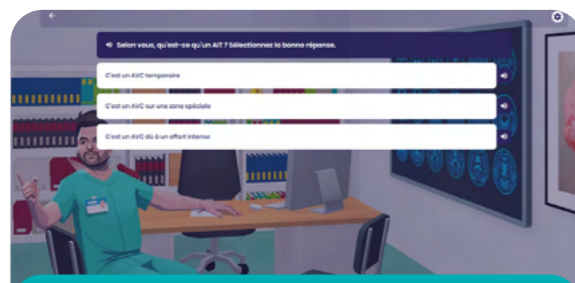 Selon vous, qu'est-ce qu'un AIT ? Sélectionnez la bonne réponse.
C'est un AVC temporaire
C'est un AVC sur une zone spéciale
C'est un AVC dû à un effort intense